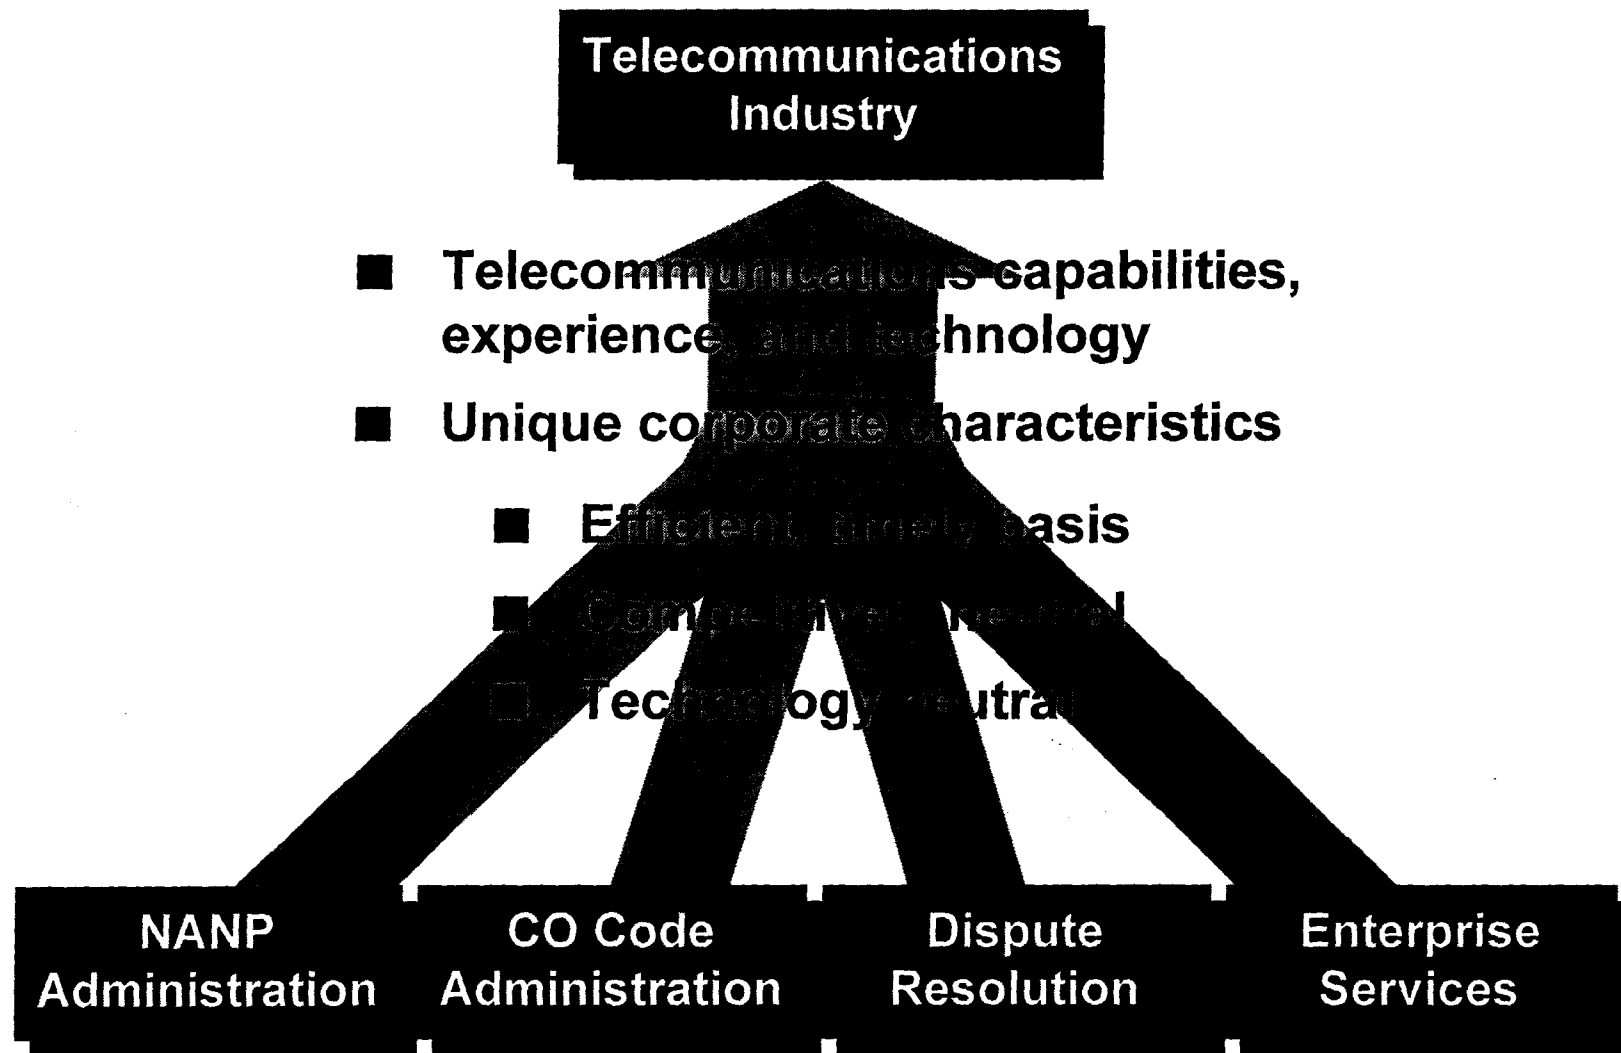 Telecommunications
Industry
■ Telecommunications capabilities,
experience, and technology
■ Unique corporate characteristics
■ Efficient, timely basis
■ neutral
■ Technology neutral
NANP
Administration
CO Code
Administration
Dispute
Resolution
Enterprise
Services